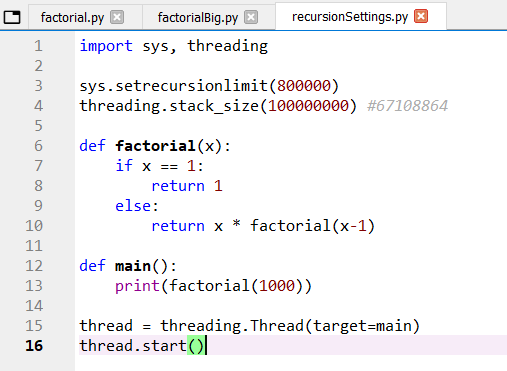 factorial.py factorialBig.py recursionSettings.py
1 import sys, threading
2
3 sys.setrecursionlimit(800000)
4 threading.stack_size(100000000) #67108864
5
6 def factorial(x):
7     if x == 1:
8         return 1
9     else:
10         return x * factorial(x-1)
11
12 def main():
13     print(factorial(1000))
14
15 thread = threading.Thread(target=main)
16 thread.start()